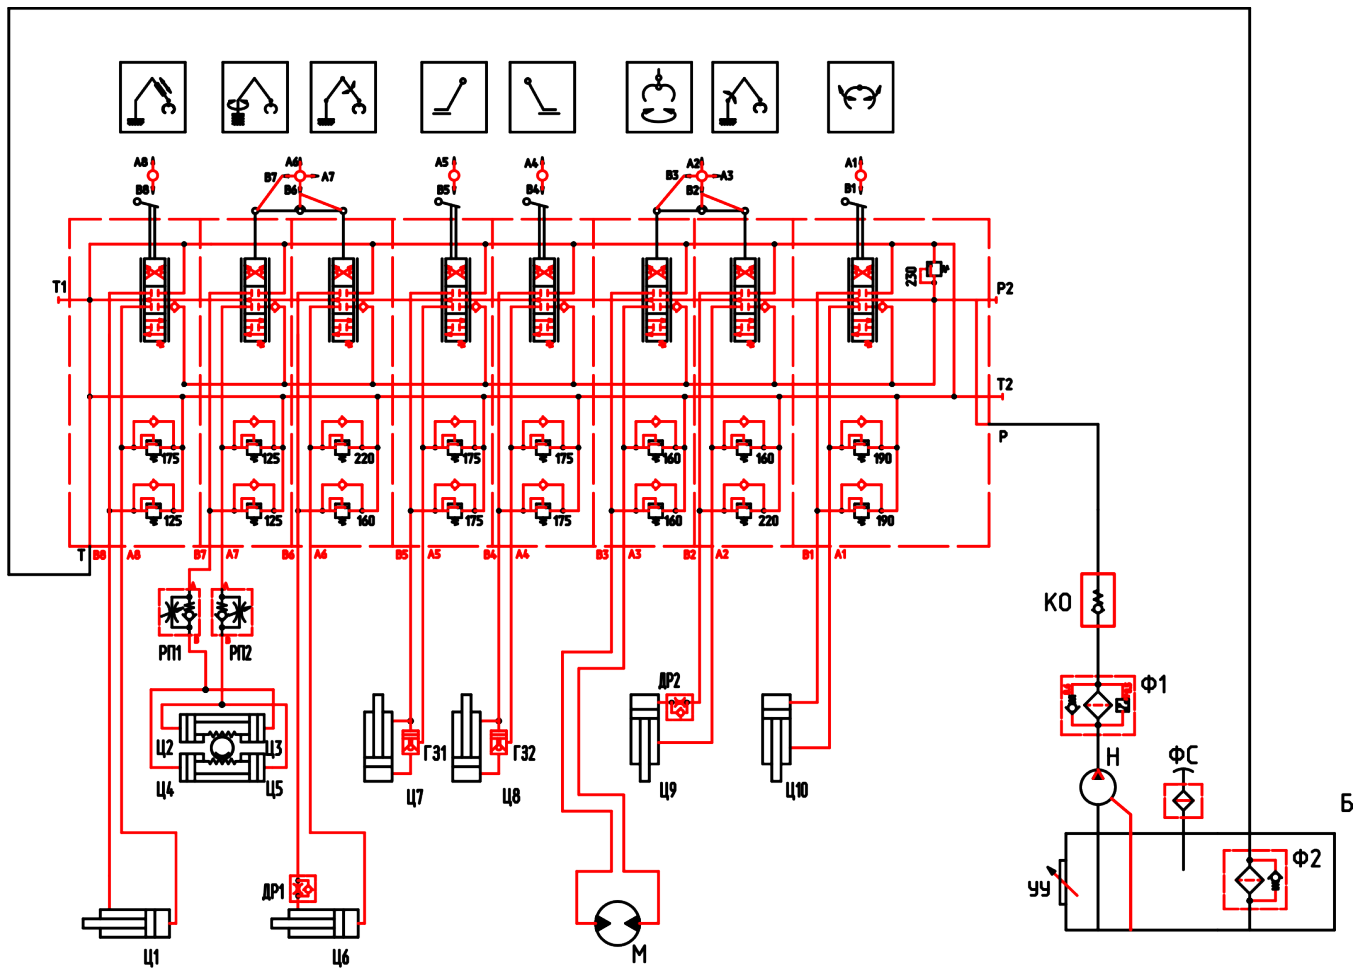 A8 A6 A5 A4 A2 A1
B7 A7 B3 A3
B8 B6 B5 B4 B2 B1
230
T1 P2
T2
175 125 220 175 175 160 160 190
P
125 125 160 175 175 160 220 190
T B8 A8 B7 A7 B6 A6 B5 A5 B4 A4 B3 A3 B2 A2 B1 A1
A A
КО
B B
РП1 РП2
ДР2 Ф1
Ц2 Ц3 ГЗ1 ГЗ2 Н ФС
Ц4 Ц5 Ц7 Ц8 Ц9 Ц10 Б
Ф2
ДР1 УУ
Ц1 Ц6 М